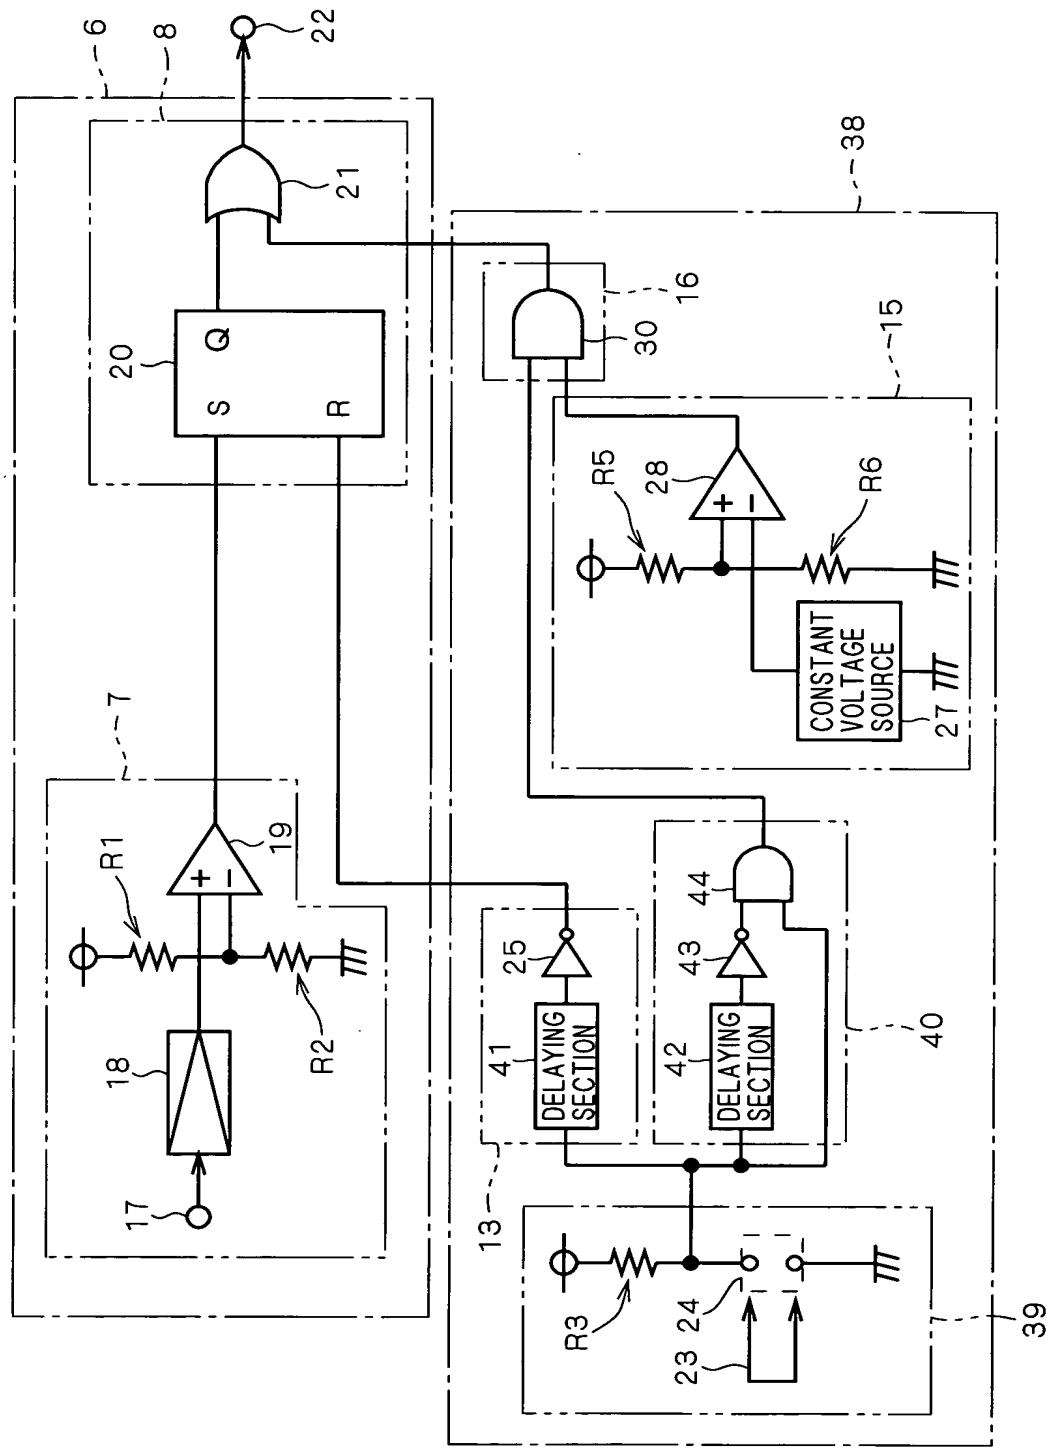 6
8
22
21
20
S
Q
R
7
R1
19
+
−
18
17
R2
38
16
30
15
R5
28
+
−
R6
CONSTANT
VOLTAGE
SOURCE
27
25
41
DELAYING
SECTION
13
44
43
42
DELAYING
SECTION
40
R3
24
23
39